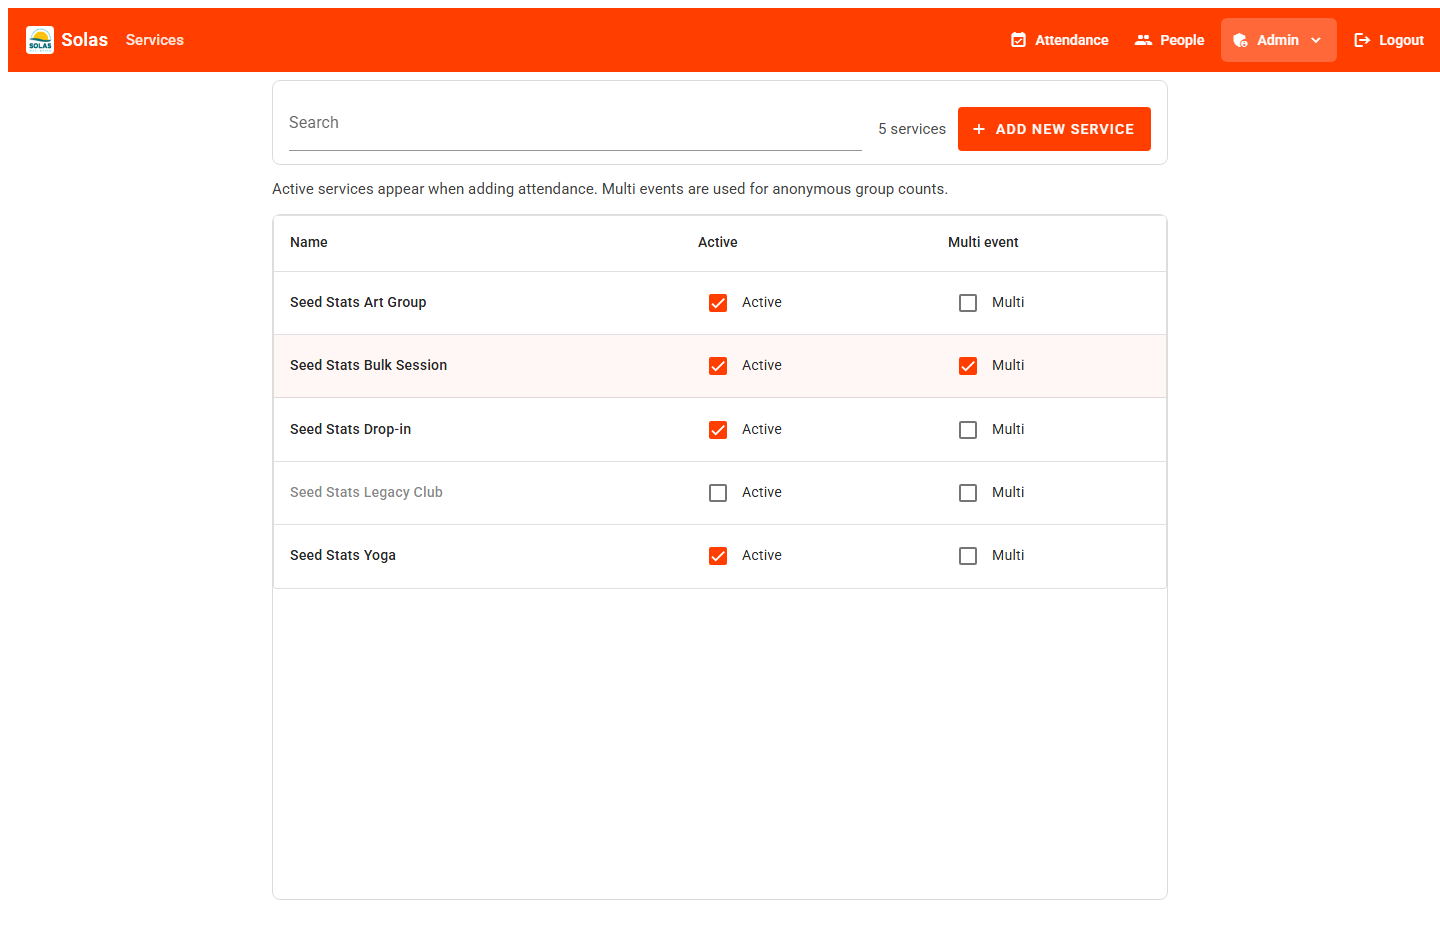 SOLAS
Solas
Services
Attendance
People
Admin
Logout
Search
5 services
ADD NEW SERVICE
Active services appear when adding attendance. Multi events are used for anonymous group counts.
Name Active Multi event
Seed Stats Art Group Active Multi
Seed Stats Bulk Session Active Multi
Seed Stats Drop-in Active Multi
Seed Stats Legacy Club Active Multi
Seed Stats Yoga Active Multi